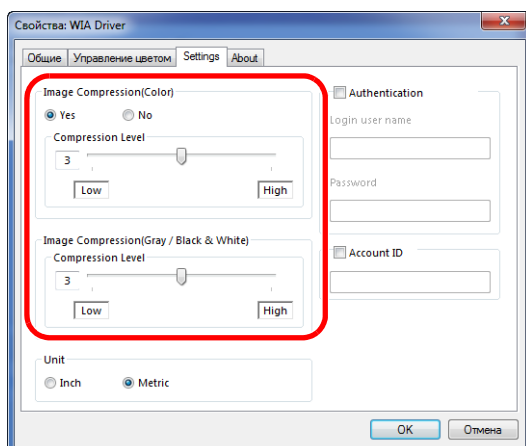 Свойства: WIA Driver
Общие Управление цветом Settings About
Image Compression(Color)
Yes No
Compression Level
3
Low High
Image Compression(Gray / Black & White)
Compression Level
3
Low High
Unit
Inch Metric
Authentication
Login user name
Password
Account ID
OK Отмена